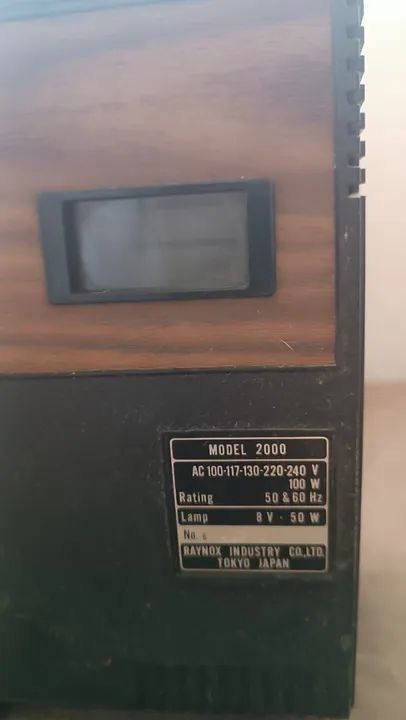 MODEL 2000
AC 100-117-130-220-240 V
100 W
Rating 50 & 60 Hz
Lamp 8 V - 50 W
No.
RAYNOX INDUSTRY CO.,LTD.
TOKYO JAPAN